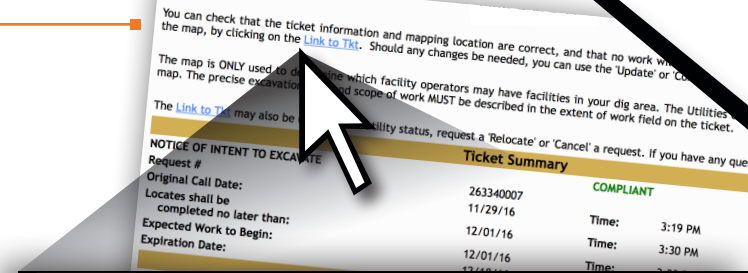 You can check that the ticket information and mapping location are correct, and that no work
the map, by clicking on the Link to Tkt. Should any changes be needed, you can use the 'Update' or
The map is ONLY used to determine which facility operators may have facilities in your dig area. The Utilities
map. The precise excavation and scope of work MUST be described in the extent of work field on the ticket.
The Link to Tkt may also be utility status, request a 'Relocate' or 'Cancel' a request. If you have any
Ticket Summary
NOTICE OF INTENT TO EXCAVATE
Request # 263340007 COMPLIANT
Original Call Date: 11/29/16 Time: 3:19 PM
Locates shall be
completed no later than: 12/01/16 Time: 3:30 PM
Expected Work to Begin: 12/01/16 Time:
Expiration Date: